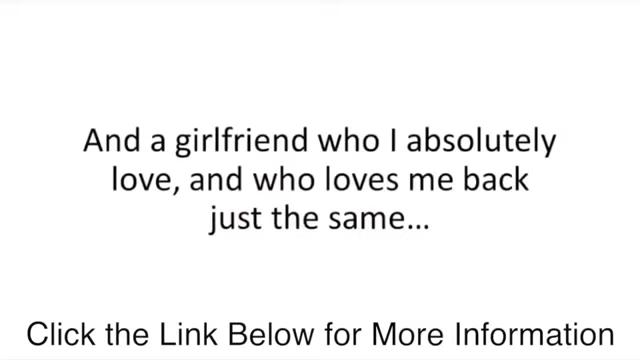 And a girlfriend who I absolutely
love, and who loves me back
just the same...
Click the Link Below for More Information